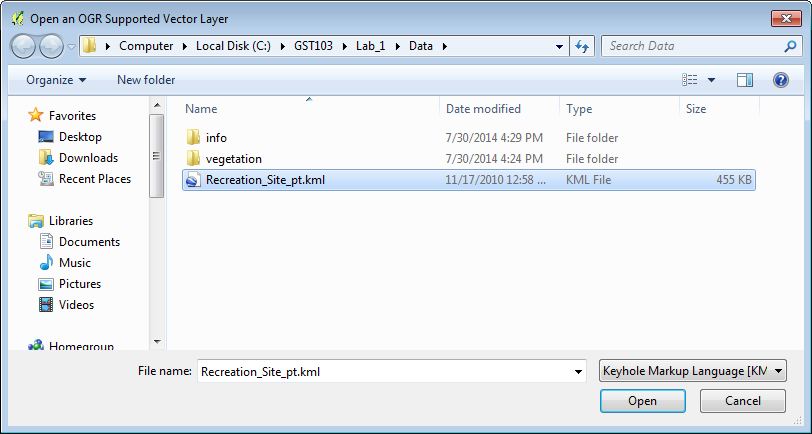 Open an OGR Supported Vector Layer
Computer Local Disk (C:) GST103 Lab_1 Data
Search Data
Organize New folder
Name Date modified Type Size
info 7/30/2014 4:29 PM File folder
vegetation 7/30/2014 4:24 PM File folder
Recreation_Site_pt.kml 11/17/2010 12:58 ... KML File 455 KB
Favorites
Desktop
Downloads
Recent Places
Libraries
Documents
Music
Pictures
Videos
Homegroup
File name: Recreation_Site_pt.kml Keyhole Markup Language [KM
Open Cancel